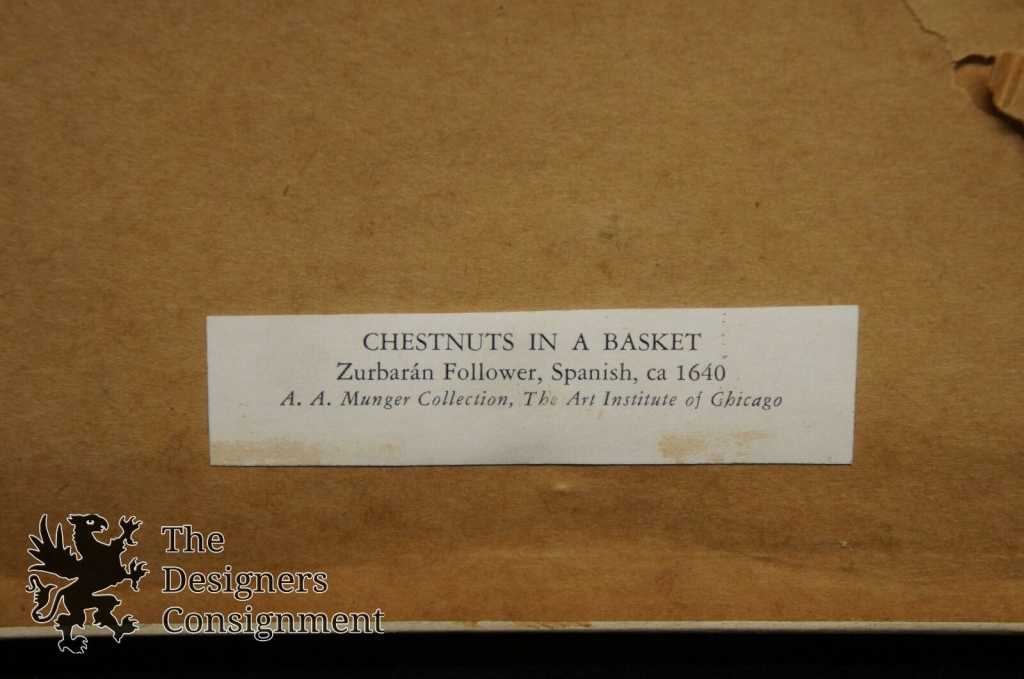 CHESTNUTS IN A BASKET
Zurbarán Follower, Spanish, ca 1640
A. A. Munger Collection, The Art Institute of Chicago
The
Designers
Consignment